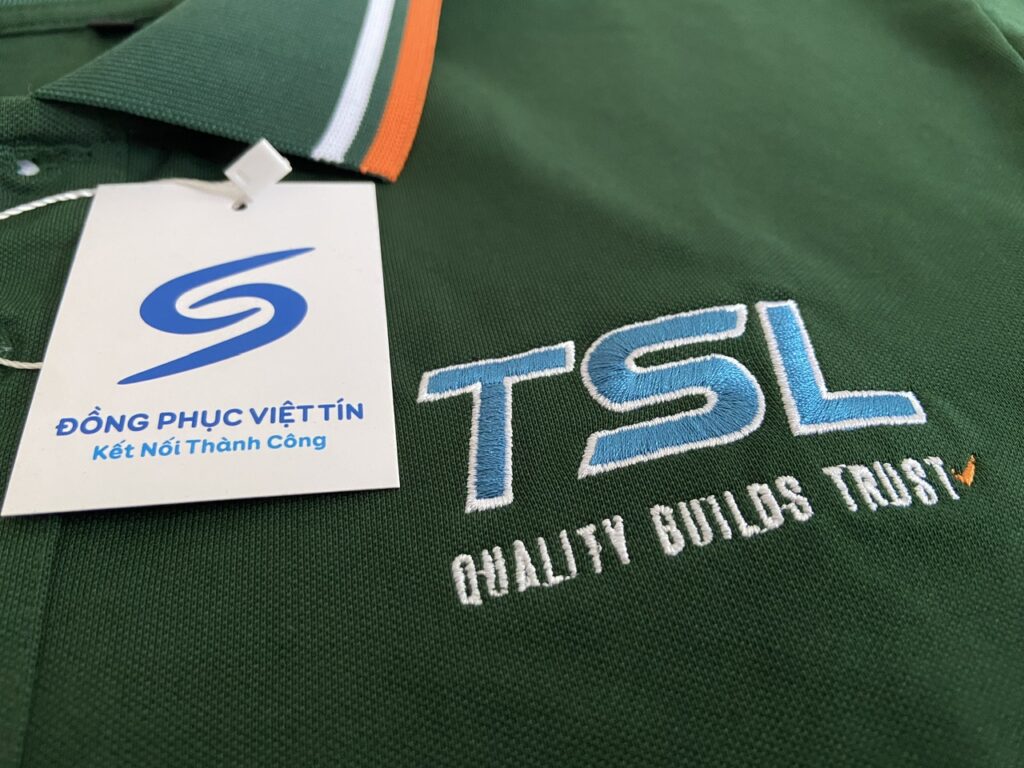 ĐỒNG PHỤC VIỆT TÍN
Kết Nối Thành Công
TSL
QUALITY BUILDS TRUST